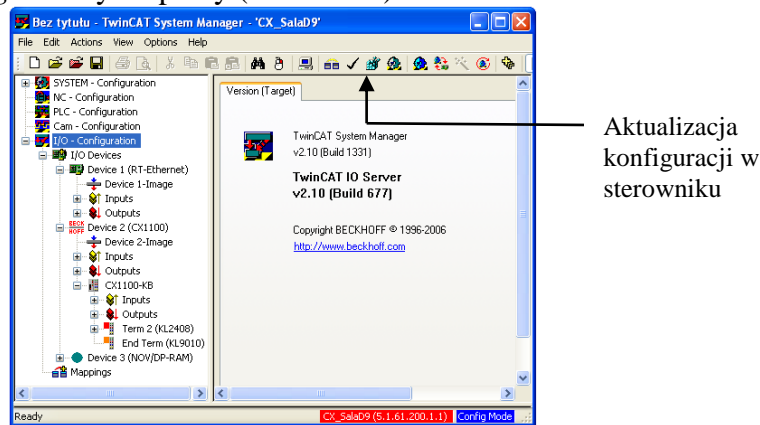 Bez tytułu - TwinCAT System Manager - 'CX_SalaD9'
File Edit Actions View Options Help
SYSTEM - Configuration
NC - Configuration
PLC - Configuration
Cam - Configuration
I/O - Configuration
I/O Devices
Device 1 (RT-Ethernet)
Device 1-Image
Inputs
Outputs
BECK
HOFF
Device 2 (CX1100)
Device 2-Image
Inputs
Outputs
CX1100-KB
Inputs
Outputs
Term 2 (KL2408)
End Term (KL9010)
Device 3 (NOV/DP-RAM)
Mappings
Version (Target)
TwinCAT System Manager
v2.10 (Build 1331)
TwinCAT IO Server
v2.10 (Build 677)
Copyright BECKHOFF © 1996-2006
http://www.beckhoff.com
Ready
CX_SalaD9 (5.1.61.200.1.1)
Config Mode
Aktualizacja
konfiguracji w
sterowniku